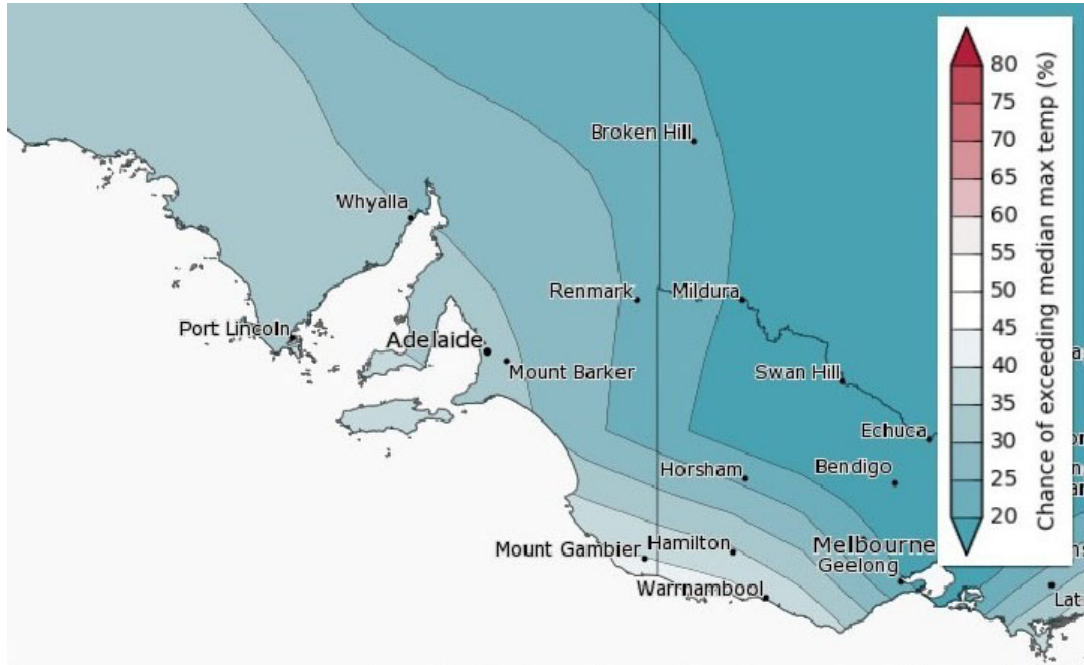 Broken Hill
Whyalla
Renmark
Mildura
Port Lincoln
Adelaide
Mount Barker
Swan Hill
Echuca
Horsham
Bendigo
Mount Gambier
Hamilton
Melbourne
Geelong
Warrnambool
Lat
80
75
70
65
60
55
50
45
40
35
30
25
20
Chance of exceeding median max temp (%)